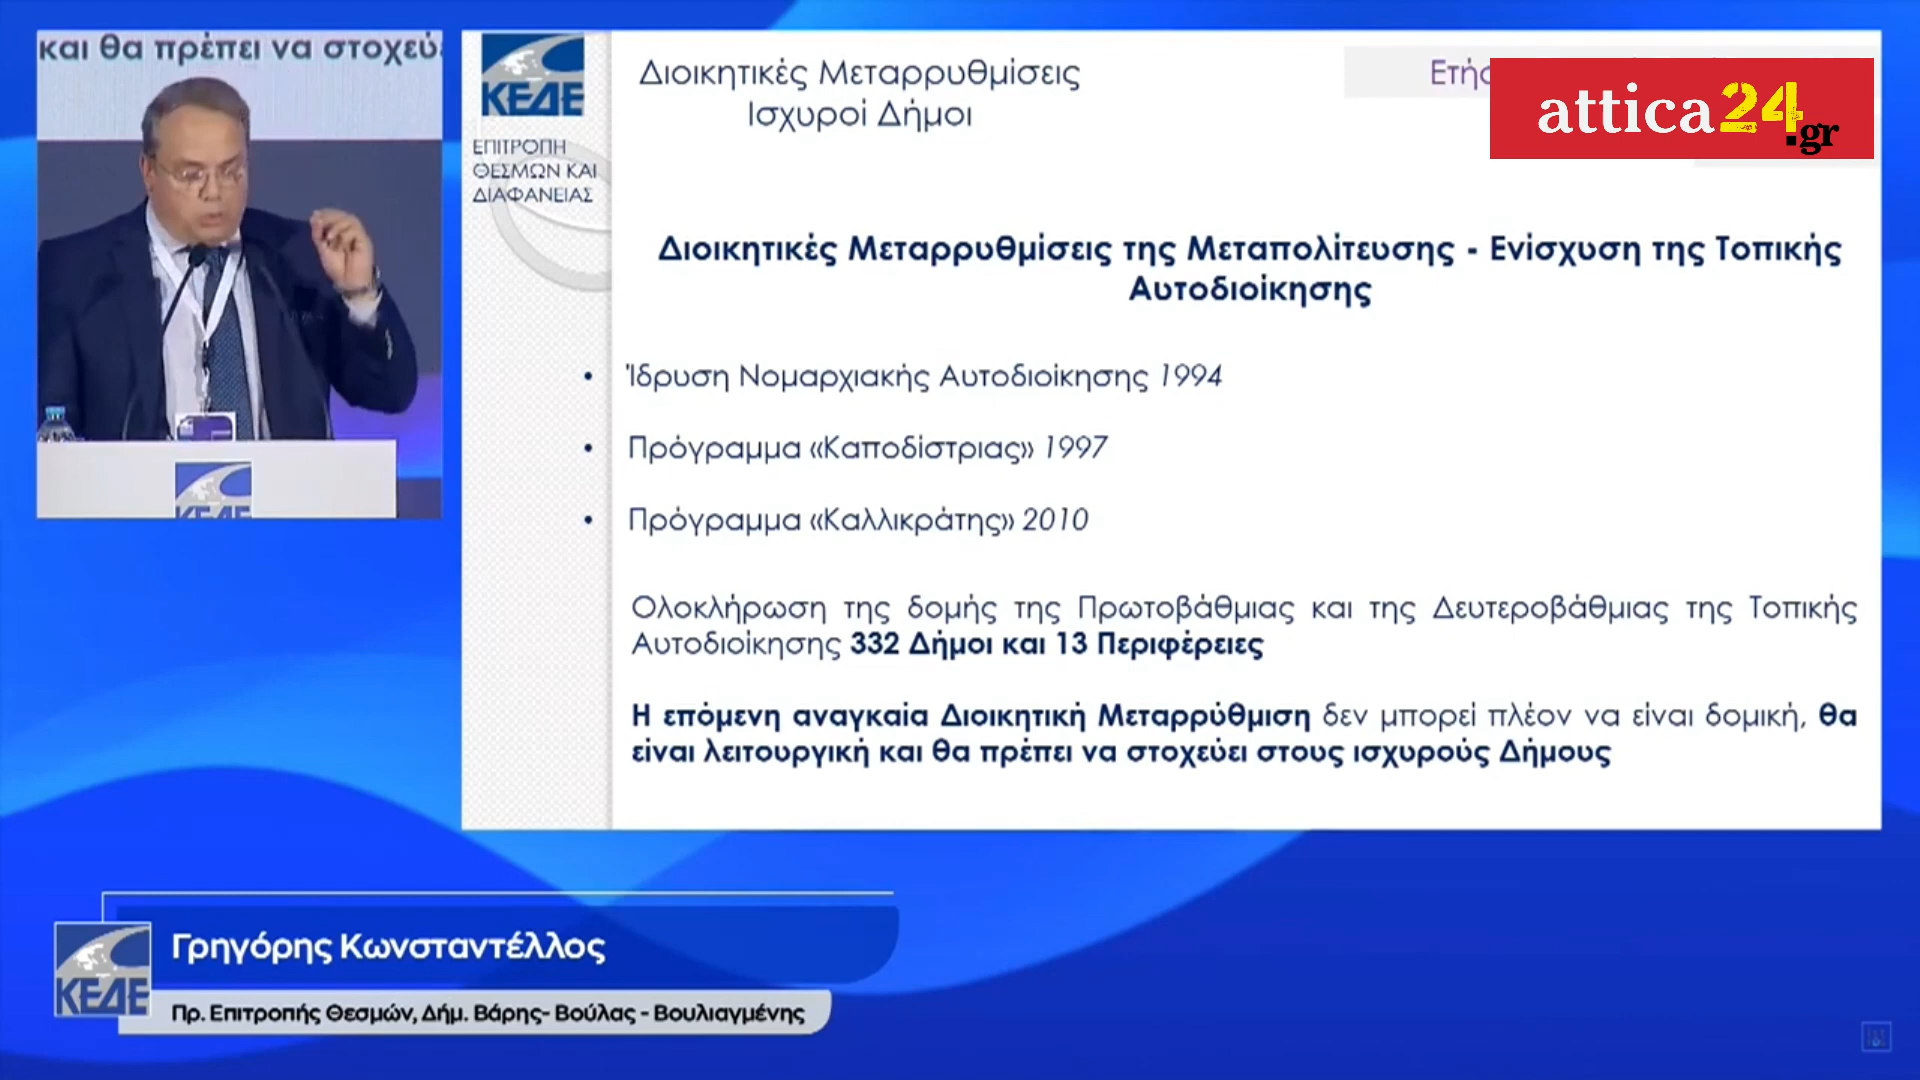 και θα πρέπει να στοχεύε
ΚΕΔΕ
ΕΠΙΤΡΟΠΗ
ΘΕΣΜΩΝ ΚΑΙ
ΔΙΑΦΑΝΕΙΑΣ
Διοικητικές Μεταρρυθμίσεις
Ισχυροί Δήμοι
attica24.gr
Διοικητικές Μεταρρυθμίσεις της Μεταπολίτευσης - Ενίσχυση της Τοπικής
Αυτοδιοίκησης
• Ίδρυση Νομαρχιακής Αυτοδιοίκησης 1994
• Πρόγραμμα «Καποδίστριας» 1997
• Πρόγραμμα «Καλλικράτης» 2010
Ολοκλήρωση της δομής της Πρωτοβάθμιας και της Δευτεροβάθμιας της Τοπικής
Αυτοδιοίκησης 332 Δήμοι και 13 Περιφέρειες
Η επόμενη αναγκαία Διοικητική Μεταρρύθμιση δεν μπορεί πλέον να είναι δομική, θα
είναι λειτουργική και θα πρέπει να στοχεύει στους ισχυρούς Δήμους
ΚΕΔΕ
Γρηγόρης Κωνσταντέλλος
ΚΕΔΕ
Πρ. Επιτροπής Θεσμών, Δήμ. Βάρης- Βούλας - Βουλιαγμένης